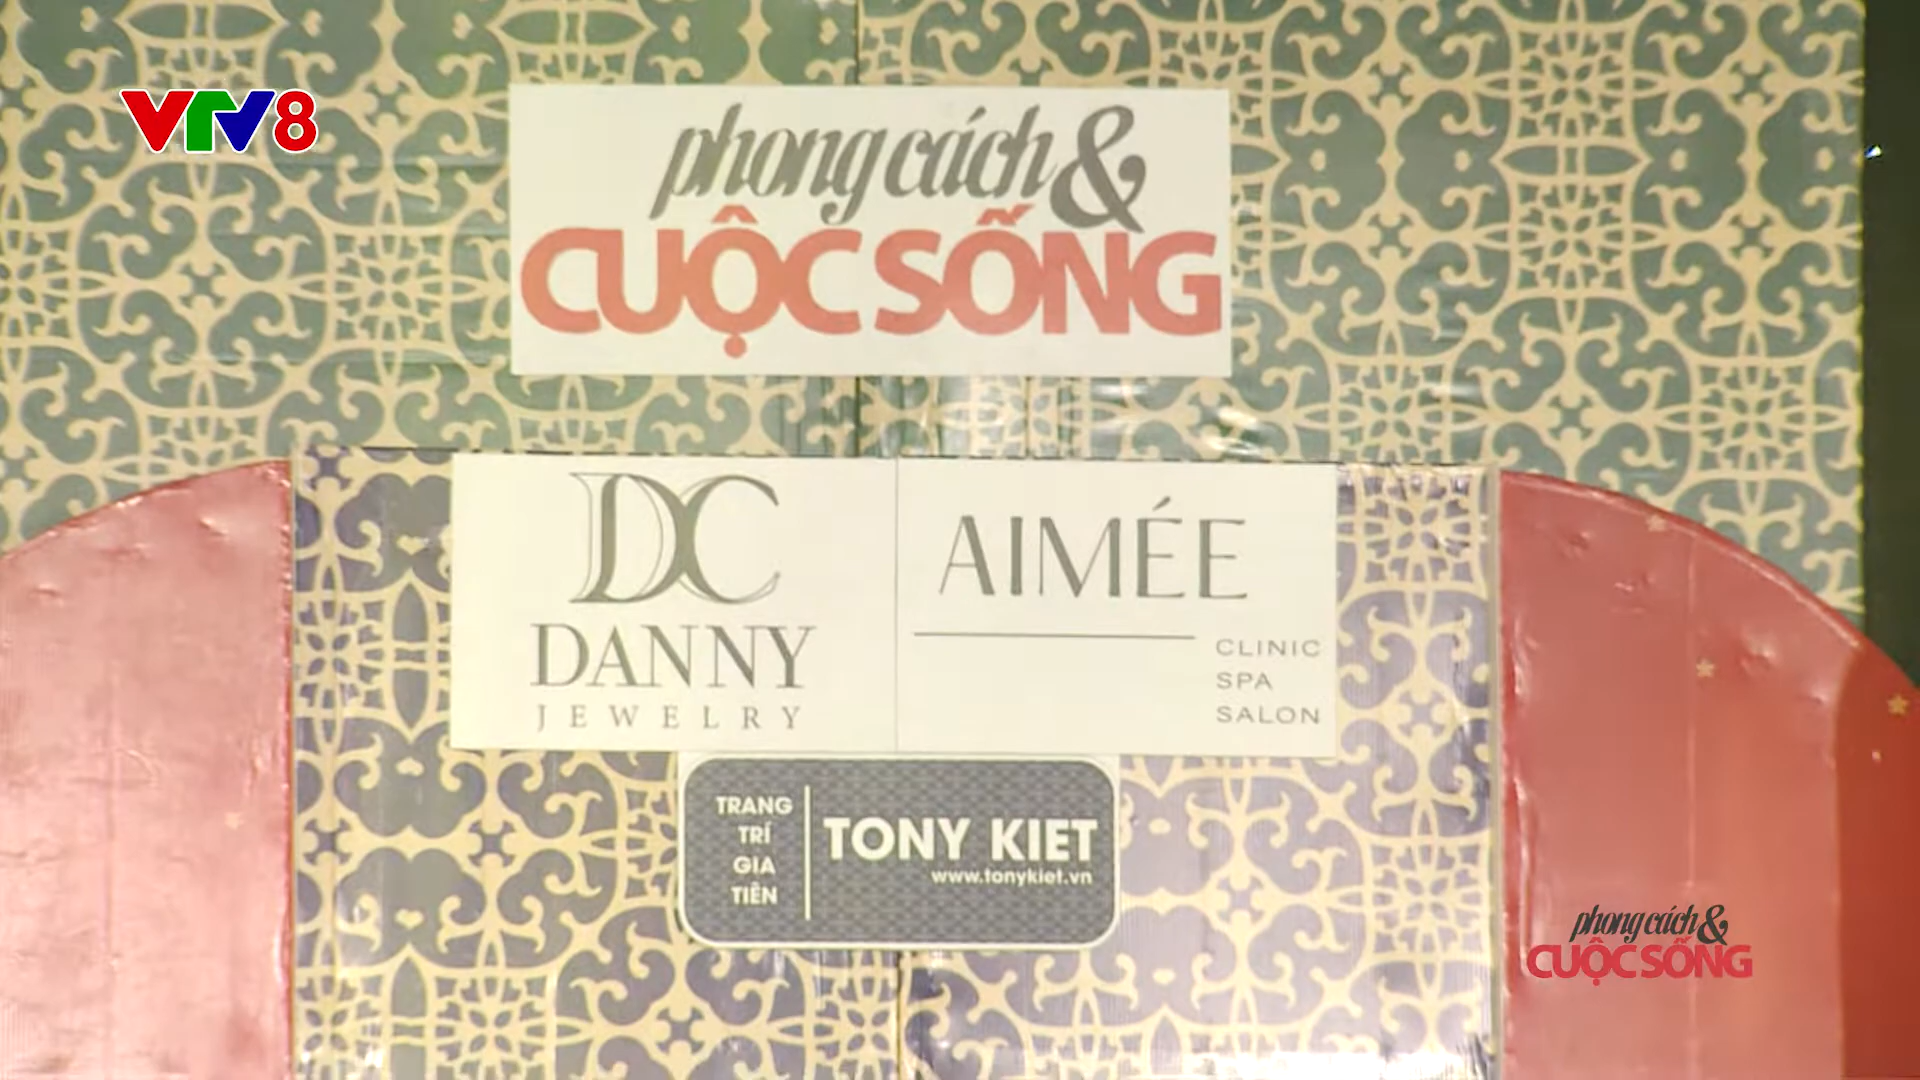 VTV8
phong cách &
CUỘC SỐNG
DC
DANNY
JEWELRY
AIMÉE
CLINIC
SPA
SALON
TRANG
TRÍ
GIA
TIÊN
TONY KIET
www.tonykiet.vn
phong cách &
CUỘC SỐNG